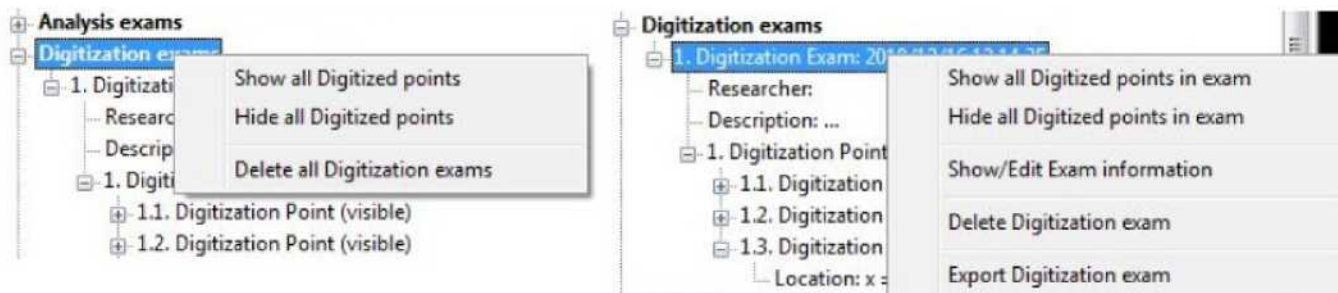 Analysis exams
Digitization exams
Show all Digitized points
1. Digitizati
Hide all Digitized points
Researc
Descrip
Delete all Digitization exams
1. Digiti
1.1. Digitization Point (visible)
1.2. Digitization Point (visible)
Digitization exams
1. Digitization Exam:
Show all Digitized points in exam
Researcher:
Hide all Digitized points in exam
Description: ...
1. Digitization Point
Show/Edit Exam information
1.1. Digitization
1.2. Digitization
Delete Digitization exam
1.3. Digitization
Location: x =
Export Digitization exam